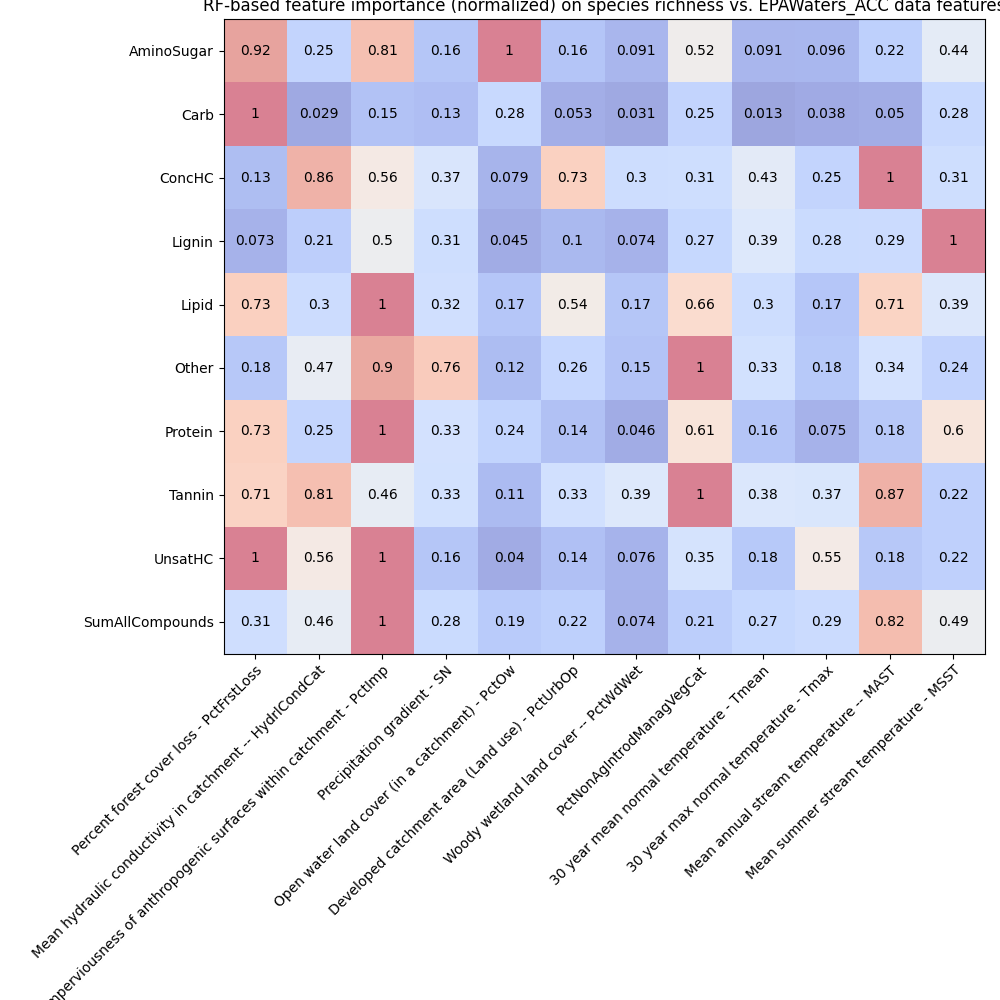 RF-based feature importance (normalized) on species richness vs. EPAWaters_ACC data features
AminoSugar 0.92 0.25 0.81 0.16 1 0.16 0.091 0.52 0.091 0.096 0.22 0.44
Carb 1 0.029 0.15 0.13 0.28 0.053 0.031 0.25 0.013 0.038 0.05 0.28
ConcHC 0.13 0.86 0.56 0.37 0.079 0.73 0.3 0.31 0.43 0.25 1 0.31
Lignin 0.073 0.21 0.5 0.31 0.045 0.1 0.074 0.27 0.39 0.28 0.29 1
Lipid 0.73 0.3 1 0.32 0.17 0.54 0.17 0.66 0.3 0.17 0.71 0.39
Other 0.18 0.47 0.9 0.76 0.12 0.26 0.15 1 0.33 0.18 0.34 0.24
Protein 0.73 0.25 1 0.33 0.24 0.14 0.046 0.61 0.16 0.075 0.18 0.6
Tannin 0.71 0.81 0.46 0.33 0.11 0.33 0.39 1 0.38 0.37 0.87 0.22
UnsatHC 1 0.56 1 0.16 0.04 0.14 0.076 0.35 0.18 0.55 0.18 0.22
SumAllCompounds 0.31 0.46 1 0.28 0.19 0.22 0.074 0.21 0.27 0.29 0.82 0.49
Percent forest cover loss - PctFrstLoss
Mean hydraulic conductivity in catchment -- HydrlCondCat
mperviousness of anthropogenic surfaces within catchment - PctImp
Precipitation gradient - SN
Open water land cover (in a catchment) - PctOw
Developed catchment area (Land use) - PctUrbOp
Woody wetland land cover -- PctWdWet
PctNonAgIntrodManagVegCat
30 year mean normal temperature - Tmean
30 year max normal temperature - Tmax
Mean annual stream temperature -- MAST
Mean summer stream temperature - MSST